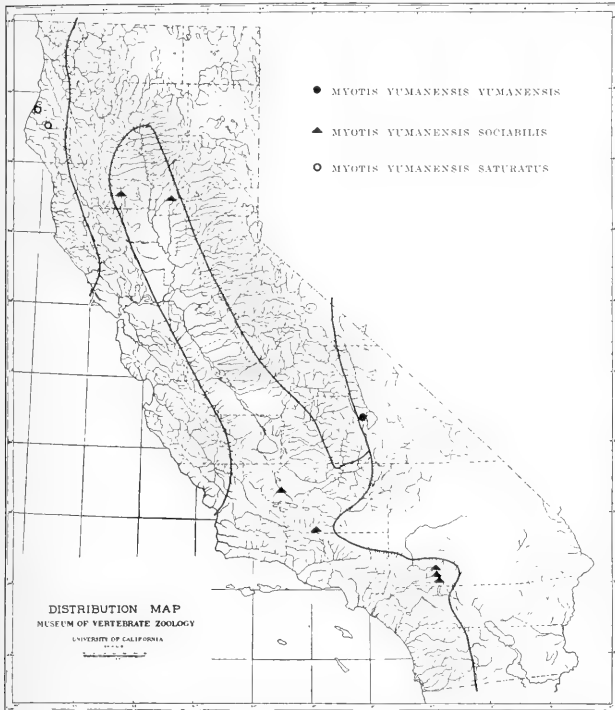 MYOTIS YUMANENSIS YUMANENSIS
MYOTIS YUMANENSIS SOCIABILIS
MYOTIS YUMANENSIS SATURATUS
DISTRIBUTION MAP
MUSEUM OF VERTEBRATE ZOOLOGY
UNIVERSITY OF CALIFORNIA